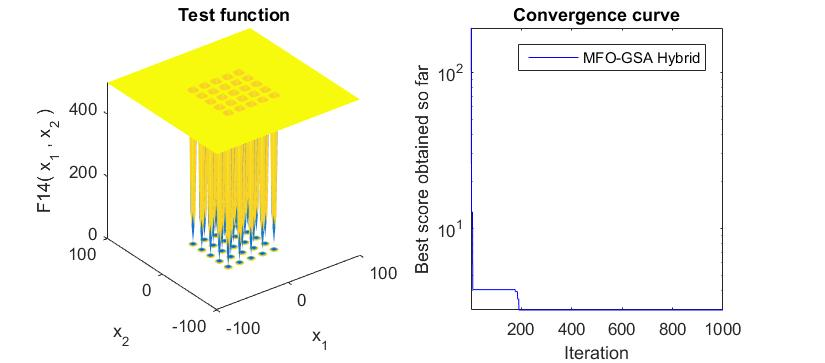 Test function
F14( x1 , x2 )
400
200
0
100
0
-100
x2
-100
0
100
x1
Convergence curve
MFO-GSA Hybrid
Best score obtained so far
10^2
10^1
200 400 600 800 1000
Iteration